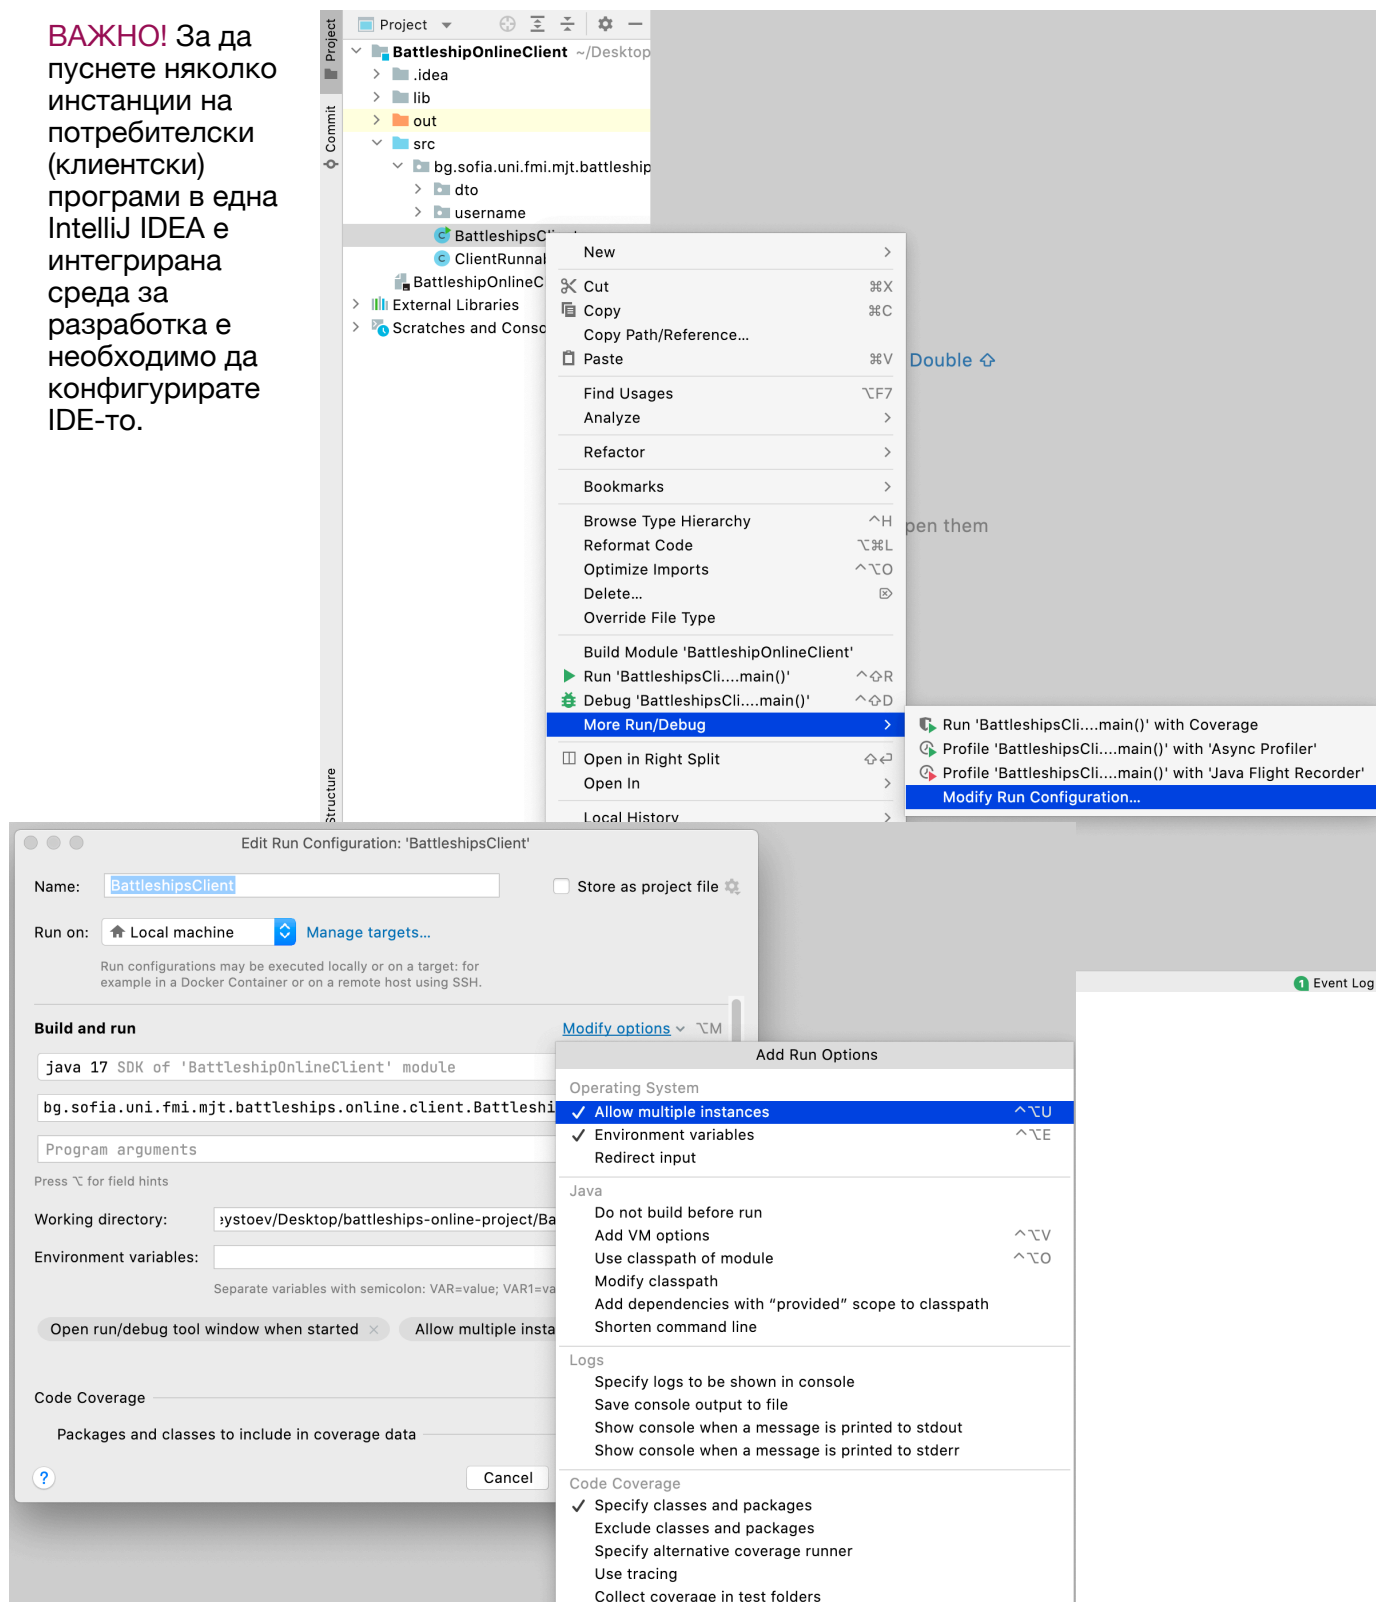 ВАЖНО! За да
пуснете няколко
инстанции на
потребителски
(клиентски)
програми в една
IntelliJ IDEA е
интегрирана
среда за
разработка е
необходимо да
конфигурирате
IDE-то.
Project
Commit
Structure
Project
BattleshipOnlineClient ~/Desktop
.idea
lib
out
src
bg.sofia.uni.fmi.mjt.battleship
dto
username
BattleshipsCl
ClientRunnal
BattleshipOnlineC
External Libraries
Scratches and Conso
New
Cut ⌘X
Copy ⌘C
Copy Path/Reference...
Paste ⌘V
Find Usages ⌥F7
Analyze
Refactor
Bookmarks
Browse Type Hierarchy ^H
Reformat Code ⌥⌘L
Optimize Imports ^⌥O
Delete... ⌦
Override File Type
Build Module 'BattleshipOnlineClient'
Run 'BattleshipsCli....main()' ^⇧R
Debug 'BattleshipsCli....main()' ^⇧D
More Run/Debug
Open in Right Split ⇧⏎
Open In
Local History
Double ⇧
pen them
Run 'BattleshipsCli....main()' with Coverage
Profile 'BattleshipsCli....main()' with 'Async Profiler'
Profile 'BattleshipsCli....main()' with 'Java Flight Recorder'
Modify Run Configuration...
Edit Run Configuration: 'BattleshipsClient'
Name: BattleshipsClient Store as project file
Run on: Local machine Manage targets...
Run configurations may be executed locally or on a target: for
example in a Docker Container or on a remote host using SSH.
Build and run Modify options ⌥M
java 17 SDK of 'BattleshipOnlineClient' module
bg.sofia.uni.fmi.mjt.battleships.online.client.Battleshi
Program arguments
Press ⌥ for field hints
Working directory: eystoev/Desktop/battleships-online-project/Ba
Environment variables:
Separate variables with semicolon: VAR=value; VAR1=va
Open run/debug tool window when started × Allow multiple insta
Code Coverage
Packages and classes to include in coverage data
? Cancel
Add Run Options
Operating System
✓ Allow multiple instances ^⌥U
✓ Environment variables ^⌥E
Redirect input
Java
Do not build before run
Add VM options ^⌥V
Use classpath of module ^⌥O
Modify classpath
Add dependencies with “provided” scope to classpath
Shorten command line
Logs
Specify logs to be shown in console
Save console output to file
Show console when a message is printed to stdout
Show console when a message is printed to stderr
Code Coverage
✓ Specify classes and packages
Exclude classes and packages
Specify alternative coverage runner
Use tracing
Collect coverage in test folders
1 Event Log